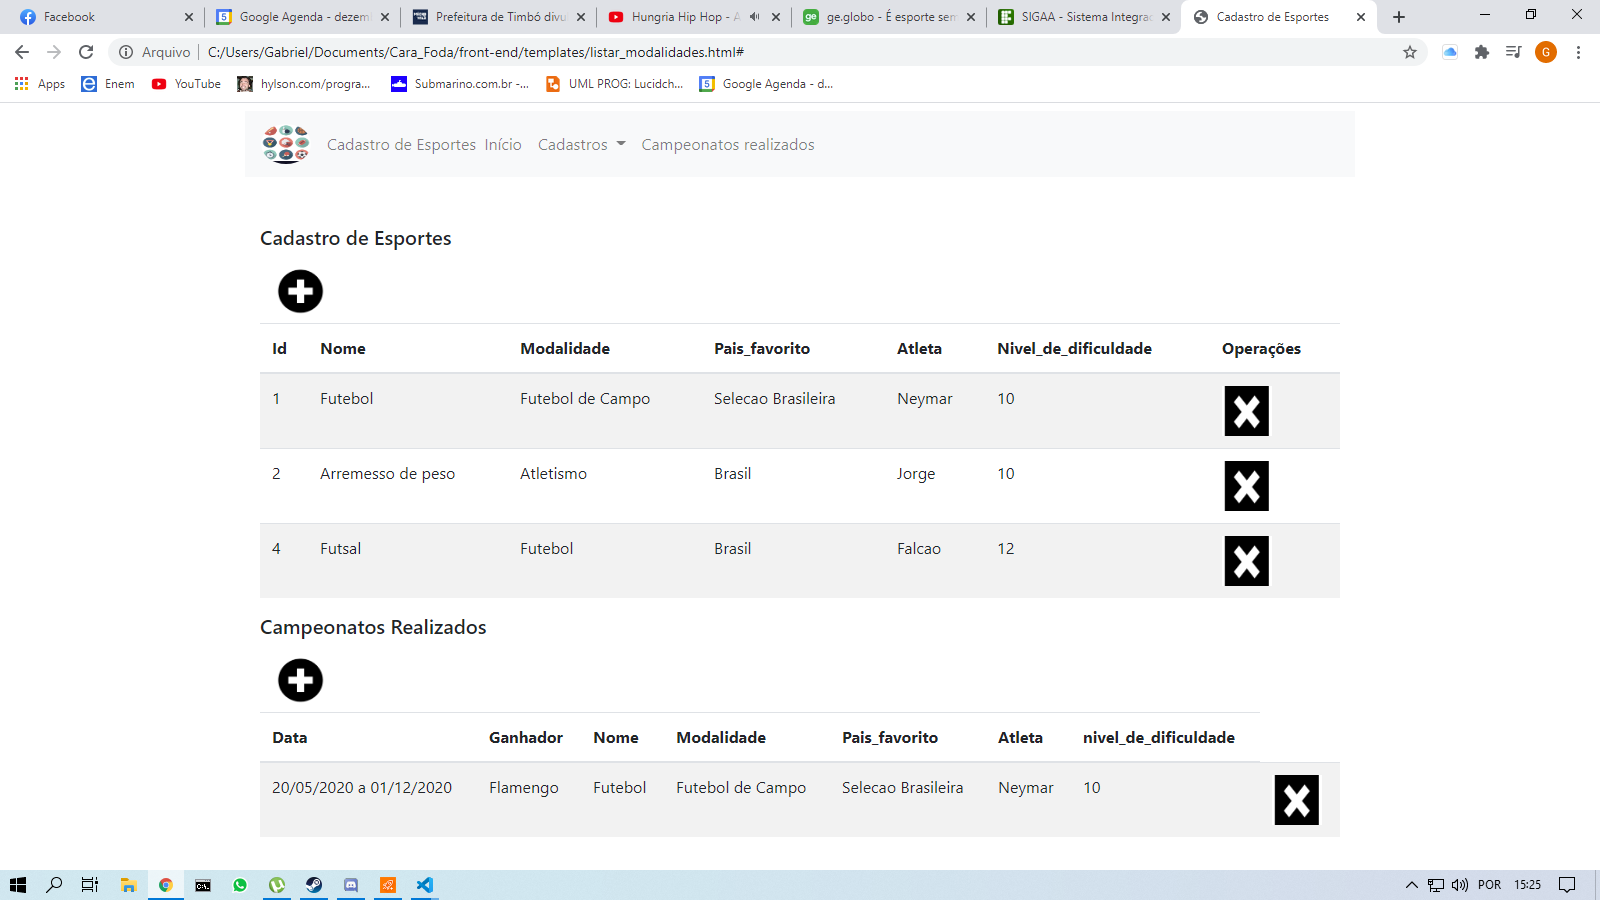 Facebook
Google Agenda - dezem
Prefeitura de Timbó divu
Hungria Hip Hop - A
ge.globo - É esporte sem
SIGAA - Sistema Integra
Cadastro de Esportes
Arquivo
C:/Users/Gabriel/Documents/Cara_Foda/front-end/templates/listar_modalidades.html#
G
Apps
Enem
YouTube
hylson.com/progra...
Submarino.com.br -...
UML PROG: Lucidch...
Google Agenda - d...
Cadastro de Esportes Início Cadastros Campeonatos realizados
Cadastro de Esportes
Id Nome Modalidade Pais_favorito Atleta Nivel_de_dificuldade Operações
1 Futebol Futebol de Campo Selecao Brasileira Neymar 10
2 Arremesso de peso Atletismo Brasil Jorge 10
4 Futsal Futebol Brasil Falcao 12
Campeonatos Realizados
Data Ganhador Nome Modalidade Pais_favorito Atleta nivel_de_dificuldade
20/05/2020 a 01/12/2020 Flamengo Futebol Futebol de Campo Selecao Brasileira Neymar 10
POR 15:25